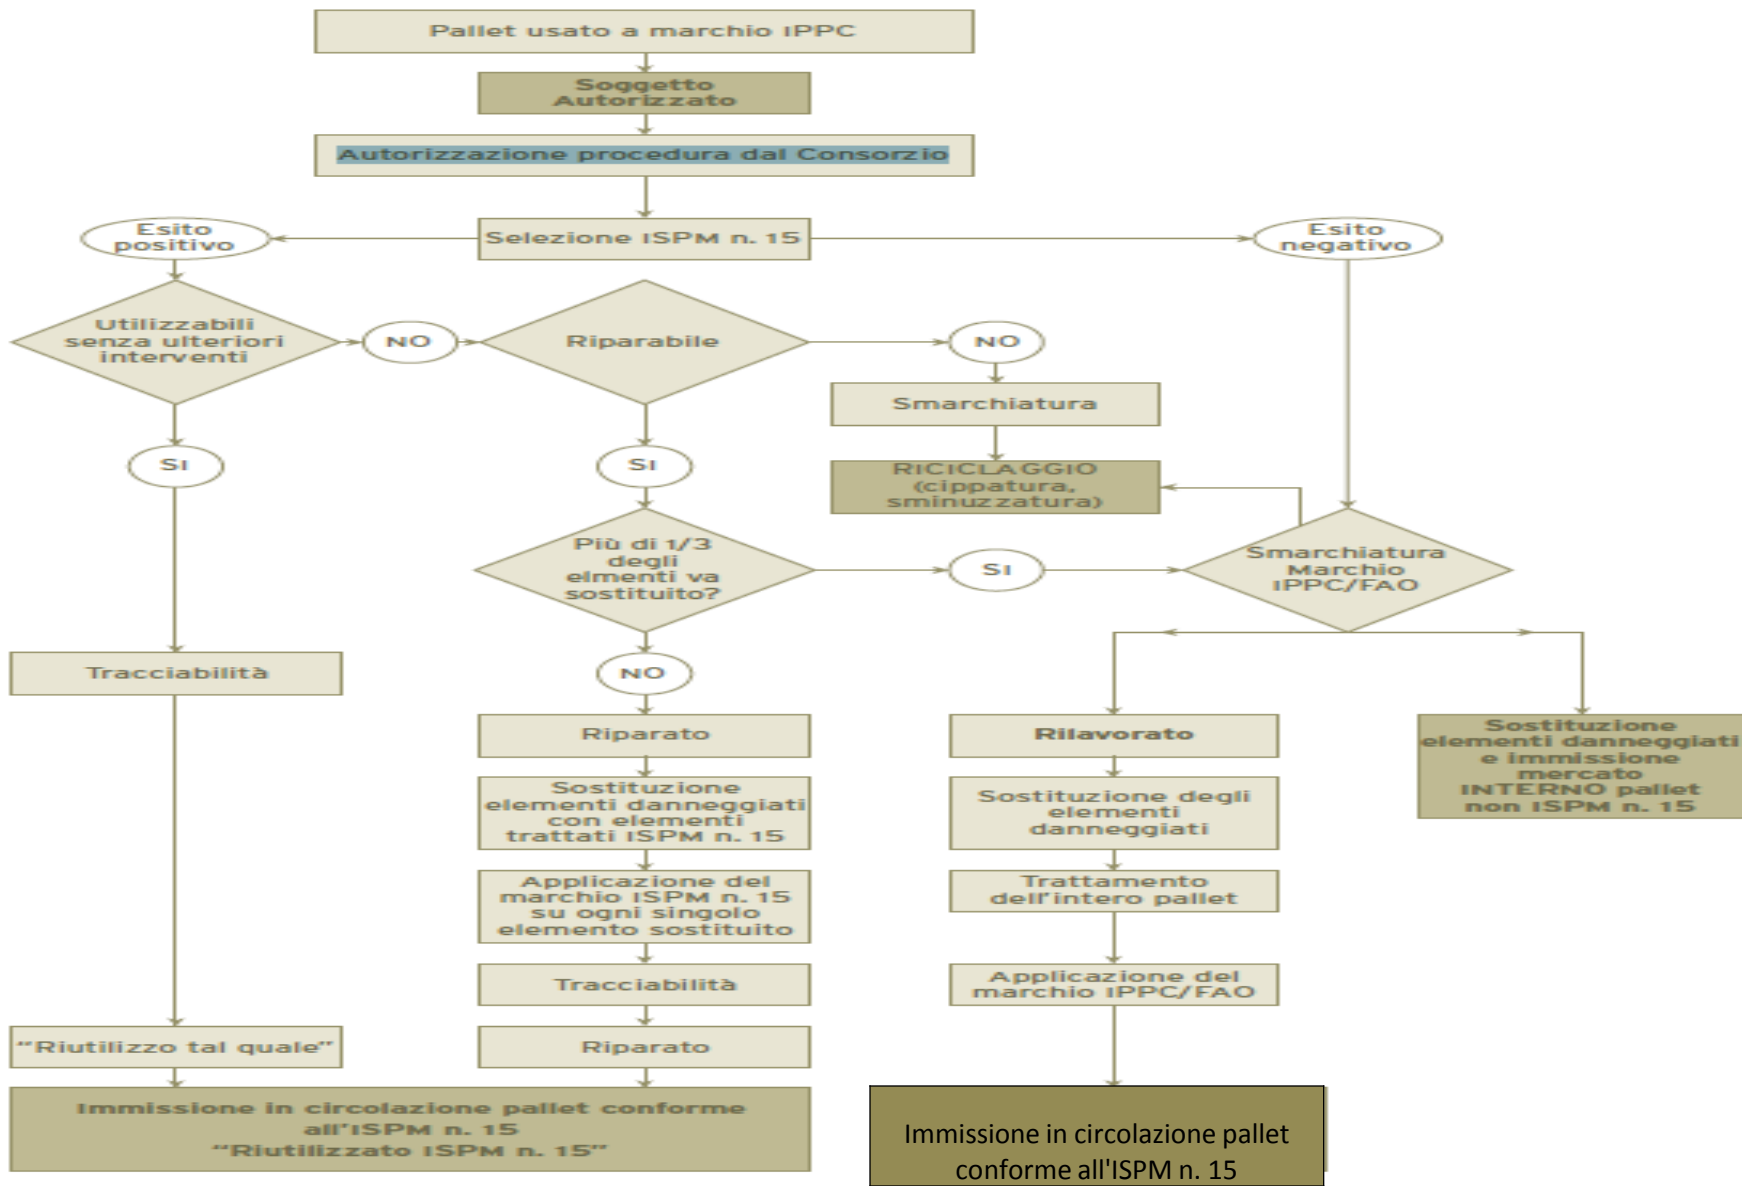 Pallet usato a marchio IPPC
Soggetto
Autorizzato
Autorizzazione procedura dal Consorzio
Esito
positivo
Selezione ISPM n. 15
Esito
negativo
Utilizzabili
senza ulteriori
interventi
NO
Riparabile
NO
Smarchiatura
SI
SI
RICICLAGGIO
(cippatura,
sminuzzatura)
Più di 1/3
degli
elmenti va
sostituito?
SI
Smarchiatura
Marchio
IPPC/FAO
Tracciabilità
NO
Riparato
Rilavorato
Sostituzione
elementi danneggiati
e immissione
mercato
INTERNO pallet
non ISPM n. 15
Sostituzione
elementi danneggiati
con elementi
trattati ISPM n. 15
Sostituzione degli
elementi
danneggiati
Applicazione del
marchio ISPM n. 15
su ogni singolo
elemento sostituito
Trattamento
dell'intero pallet
Tracciabilità
Applicazione del
marchio IPPC/FAO
"Riutilizzo tal quale"
Riparato
Immissione in circolazione pallet conforme
all'ISPM n. 15
"Riutilizzato ISPM n. 15"
Immissione in circolazione pallet
conforme all'ISPM n. 15